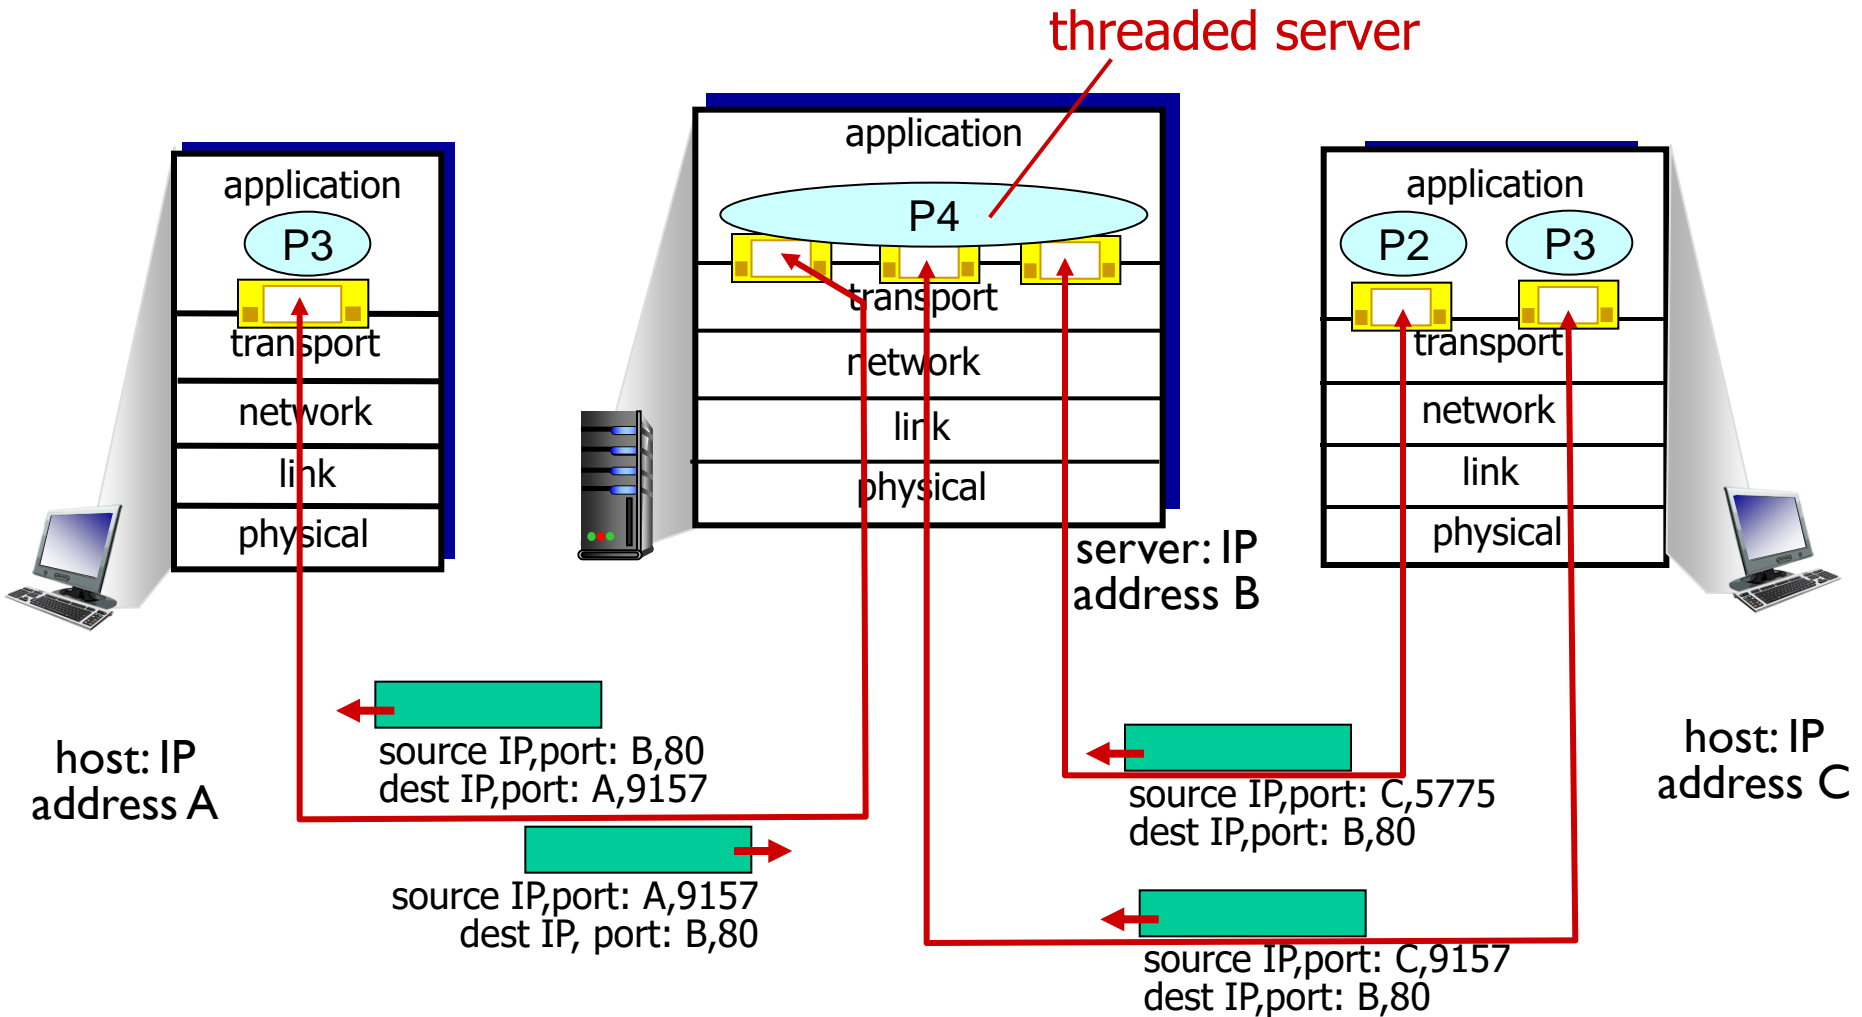 threaded server
application
P3
transport
network
link
physical
application
P4
transport
network
link
physical
application
P2
P3
transport
network
link
physical
server: IP
address B
host: IP
address A
source IP,port: B,80
dest IP,port: A,9157
source IP,port: A,9157
dest IP, port: B,80
source IP,port: C,5775
dest IP,port: B,80
source IP,port: C,9157
dest IP,port: B,80
host: IP
address C